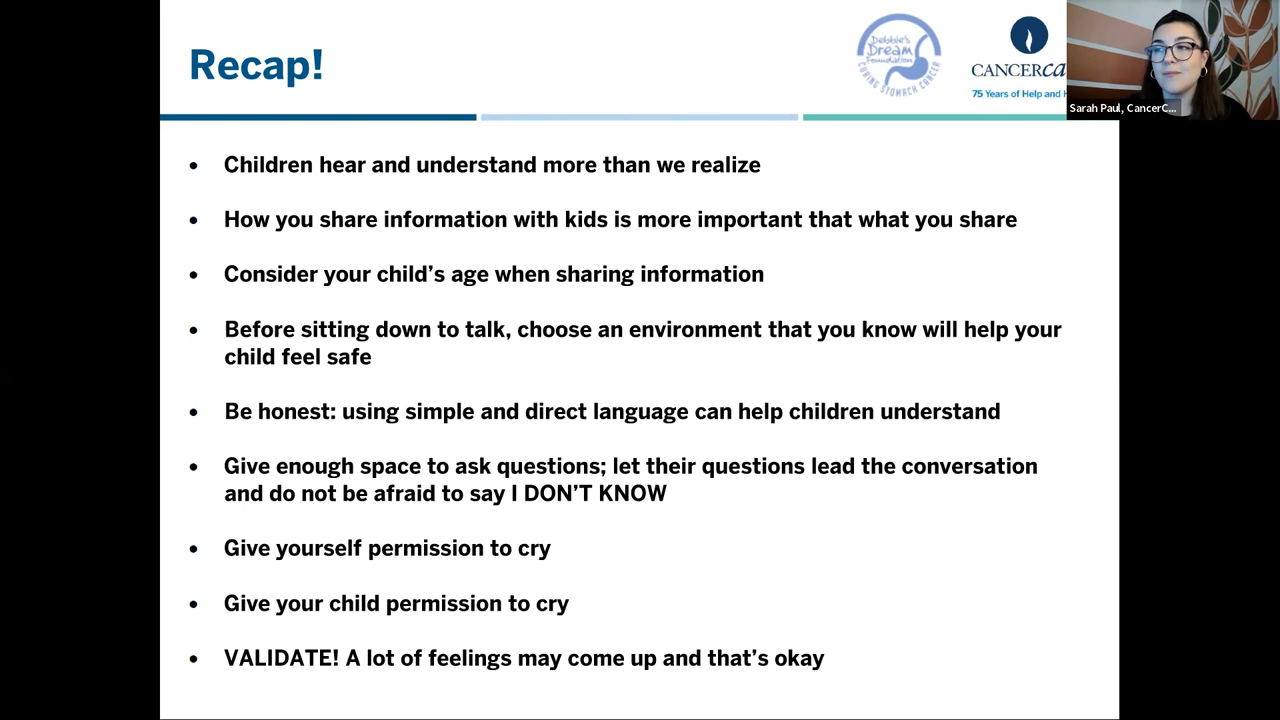 Recap!
Debbie's
Dream
Foundation
CURING STOMACH CANCER
CANCERca
75 Years of Help and H
Sarah Paul, CancerC...
• Children hear and understand more than we realize
• How you share information with kids is more important that what you share
• Consider your child's age when sharing information
• Before sitting down to talk, choose an environment that you know will help your
child feel safe
• Be honest: using simple and direct language can help children understand
• Give enough space to ask questions; let their questions lead the conversation
and do not be afraid to say I DON'T KNOW
• Give yourself permission to cry
• Give your child permission to cry
• VALIDATE! A lot of feelings may come up and that's okay